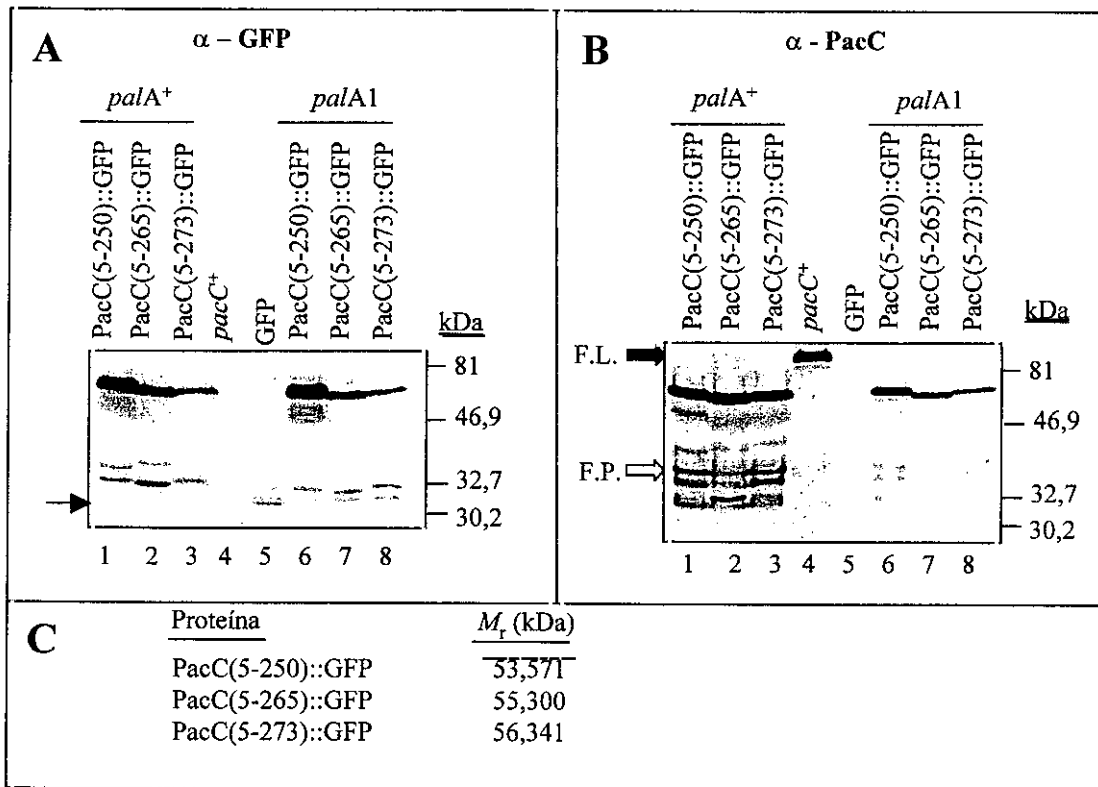 A
α – GFP
palA+
palA1
PacC(5-250)::GFP
PacC(5-265)::GFP
PacC(5-273)::GFP
pacC+
GFP
PacC(5-250)::GFP
PacC(5-265)::GFP
PacC(5-273)::GFP
kDa
81
46,9
32,7
30,2
1 2 3 4 5 6 7 8
B
α - PacC
palA+
palA1
PacC(5-250)::GFP
PacC(5-265)::GFP
PacC(5-273)::GFP
pacC+
GFP
PacC(5-250)::GFP
PacC(5-265)::GFP
PacC(5-273)::GFP
kDa
F.L.
81
46,9
F.P.
32,7
30,2
1 2 3 4 5 6 7 8
C
Proteína Mr (kDa)
PacC(5-250)::GFP 53,571
PacC(5-265)::GFP 55,300
PacC(5-273)::GFP 56,341